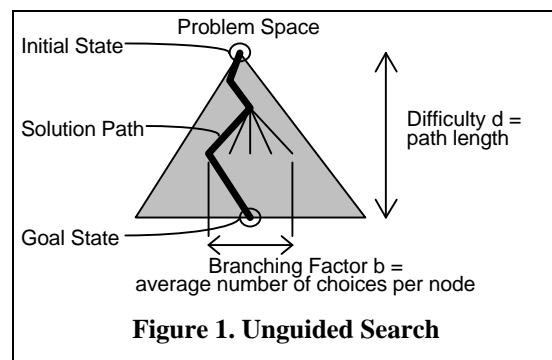 Problem Space
Initial State
Solution Path
Difficulty d =
path length
Goal State
Branching Factor b =
average number of choices per node
Figure 1. Unguided Search